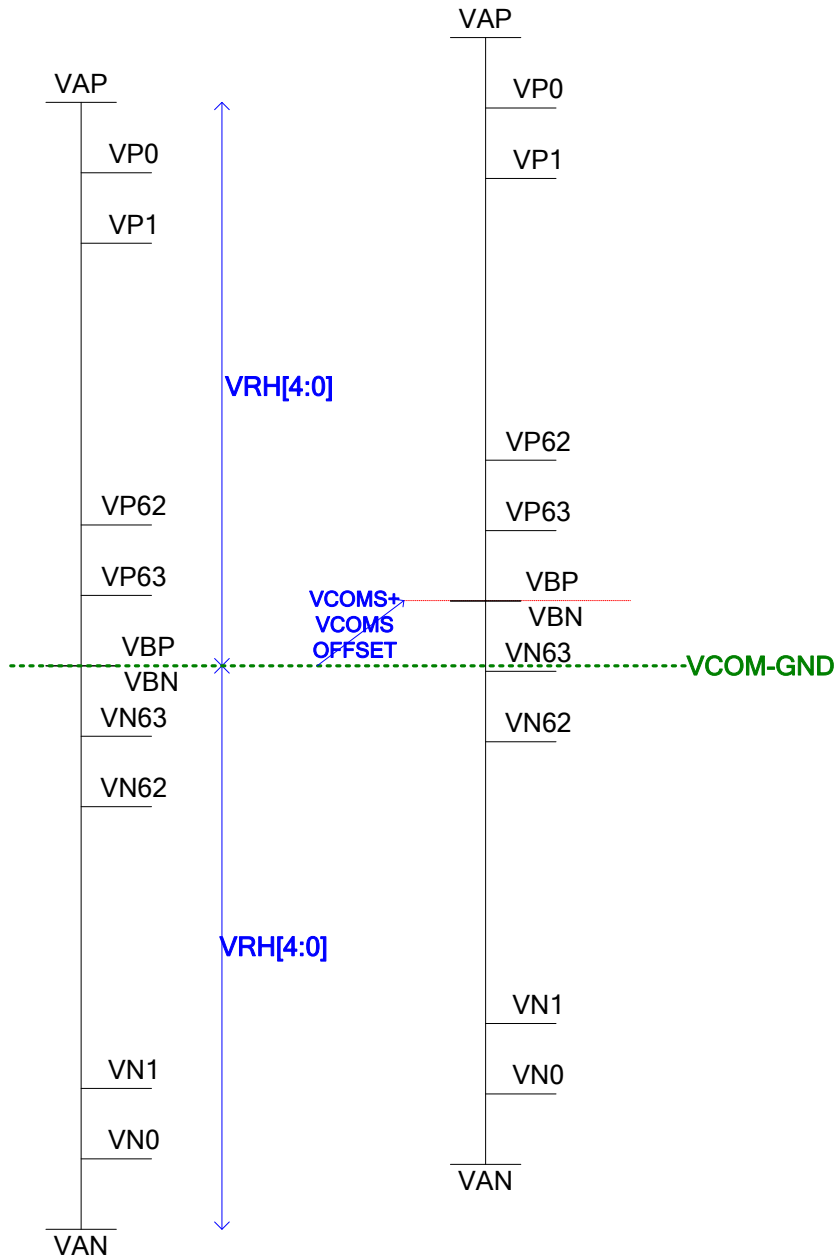 VAP
VP0
VP1
VRH[4:0]
VP62
VP63
VBP
VBN
VN63
VN62
VRH[4:0]
VN1
VN0
VAN
VCOMS+
VCOMS
OFFSET
VAP
VP0
VP1
VP62
VP63
VBP
VBN
VN63
VCOM-GND
VN62
VN1
VN0
VAN